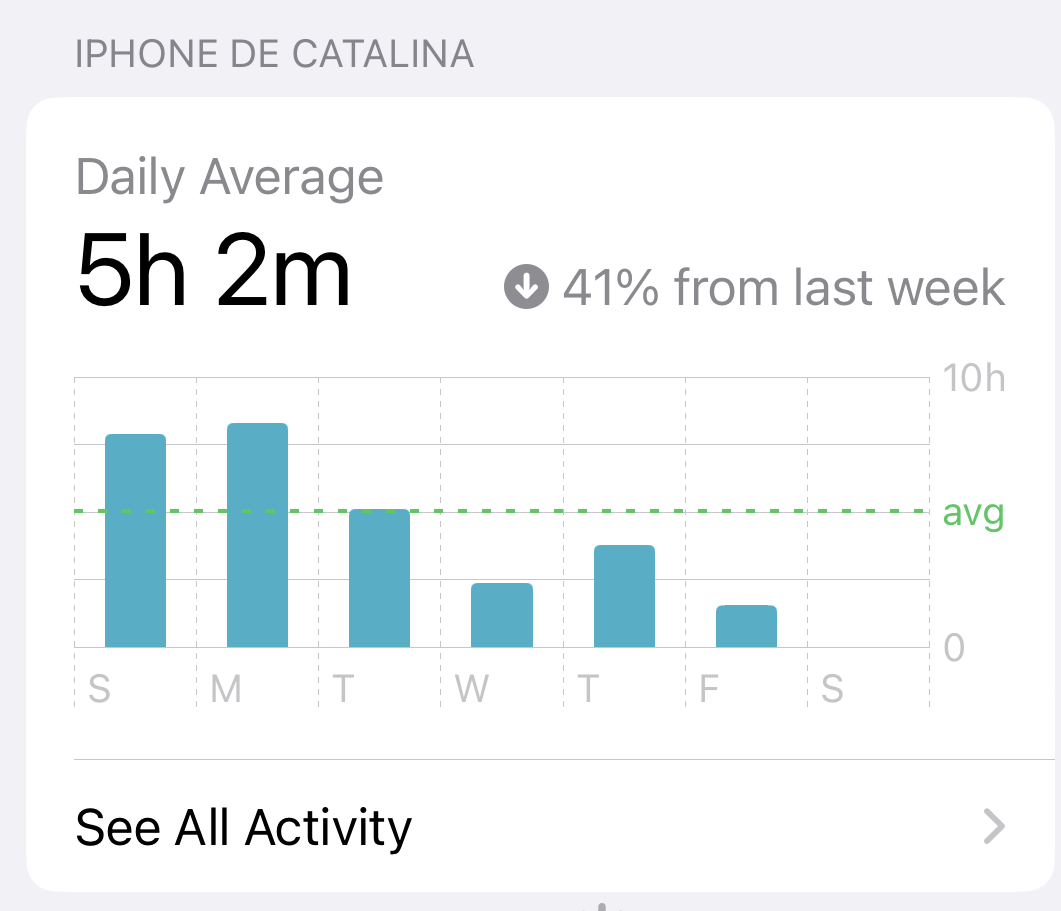 IPHONE DE CATALINA
Daily Average
5h 2m
41% from last week
10h
avg
0
S M T W T F S
See All Activity